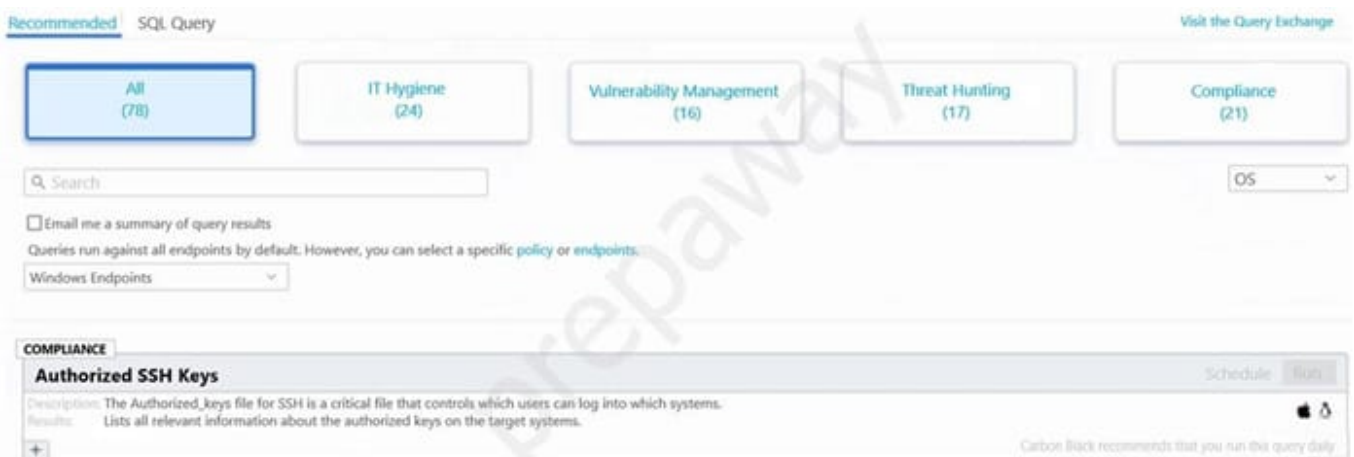 Recommended SQL Query Visit the Query Exchange
All IT Hygiene Vulnerability Management Threat Hunting Compliance
(78) (24) (16) (17) (21)
Search OS
Email me a summary of query results
Queries run against all endpoints by default. However, you can select a specific policy or endpoints.
Windows Endpoints
COMPLIANCE
Authorized SSH Keys Schedule Run
Description: The Authorized_keys file for SSH is a critical file that controls which users can log into which systems.
Results: Lists all relevant information about the authorized keys on the target systems.
+ Carbon Black recommends that you run this query daily
prepaway